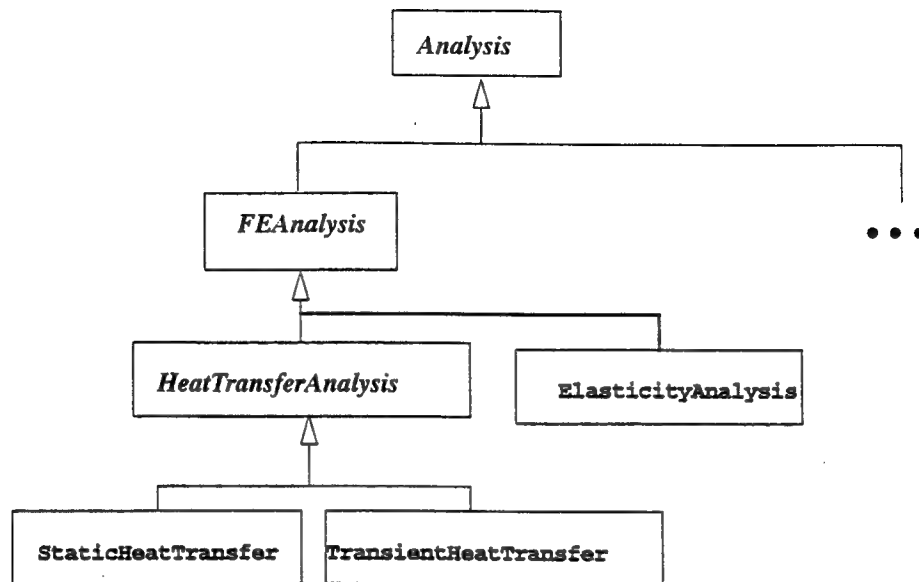 Analysis
FEAnalysis
• • •
HeatTransferAnalysis
ElasticityAnalysis
StaticHeatTransfer
TransientHeatTransfer